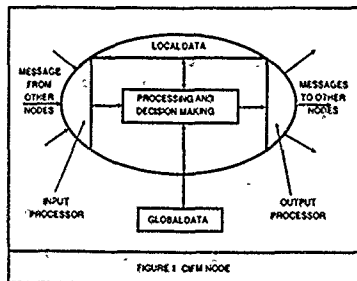 LOCAL DATA
MESSAGE
FROM
OTHER
NODES
PROCESSING AND
DECISION MAKING
MESSAGES
TO OTHER
NODES
INPUT
PROCESSOR
OUTPUT
PROCESSOR
GLOBAL DATA
FIGURE 1 NODE